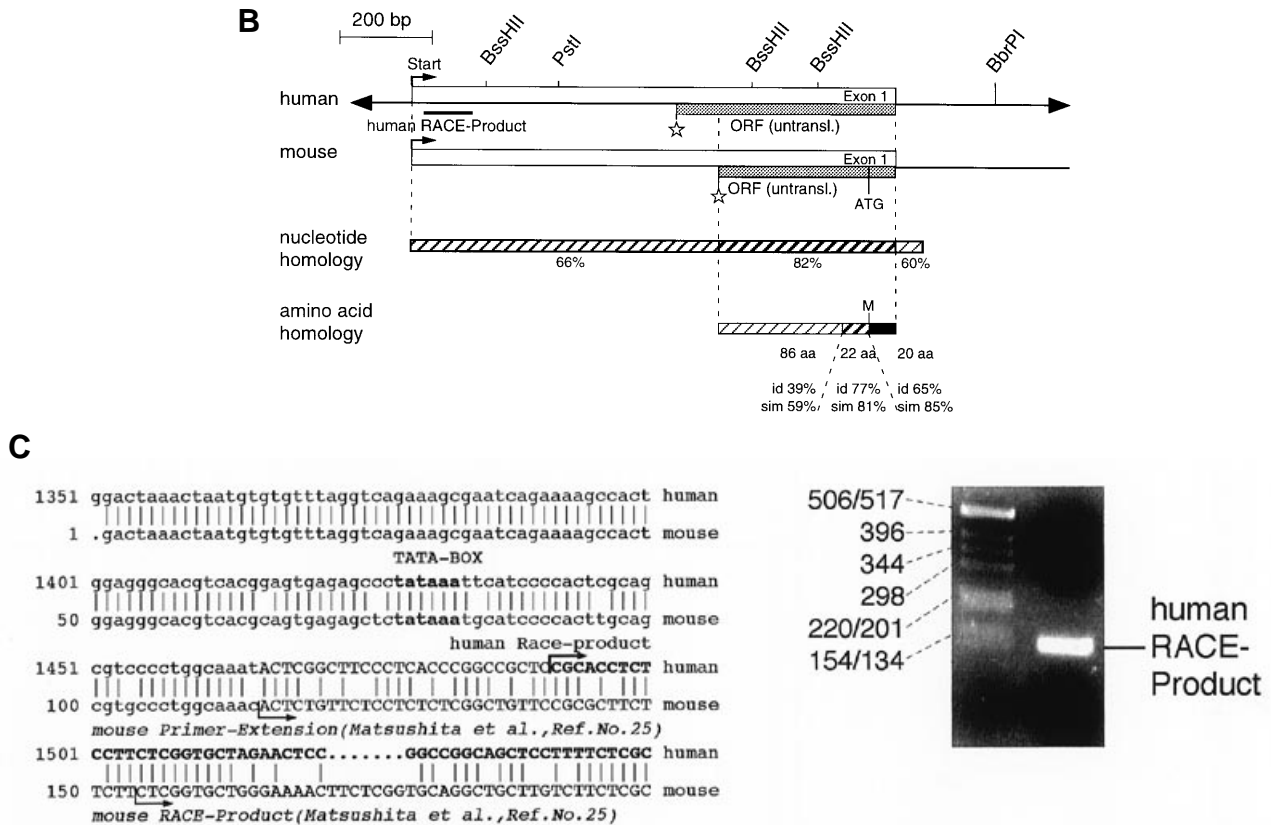 B
200 bp
BssHII
PstI
BssHII
BssHII
BbrPI
Start
human
Exon 1
human RACE-Product
ORF (untransl.)
mouse
Exon 1
ORF (untransl.)
ATG
nucleotide
homology
66%
82%
60%
amino acid
homology
M
86 aa
22 aa
20 aa
id 39%
id 77%
id 65%
sim 59%
sim 81%
sim 85%
C
1351 ggactaaactaatgtgtgtttaggtcagaaagcgaatcagaaaagccact human
1 .gactaaactaatgtgtgtttaggtcagaaagcgaatcagaaaagccact mouse
TATA-BOX
1401 ggagggcacgtcacggagtgagagccctataaattcatccccactcgcag human
50 ggagggcacgtcacgcagtgagagctctataaatgcatccccacttgcag mouse
human Race-product
1451 cgtccccctggcaaatACTCGGCTTCCCTCACCCGGCCGCTCCGCACCTCT human
100 cgtgccctggcaaacACTCTGTTCTCCTCTCTCGGCTGTTCCGCGCTTCT mouse
mouse Primer-Extension(Matsushita et al.,Ref.No.25)
1501 CCTTCTCGGTGCTAGAACTCC.......GGCCGGCAGCTCCTTTTCTCGC human
150 TCTTCTCGGTGCTGGGAAAACTTCTCGGTGCAGGCTGCTTGTCTTCTCGC mouse
mouse RACE-Product(Matsushita et al.,Ref.No.25)
506/517
396
344
298
220/201
154/134
human
RACE-
Product